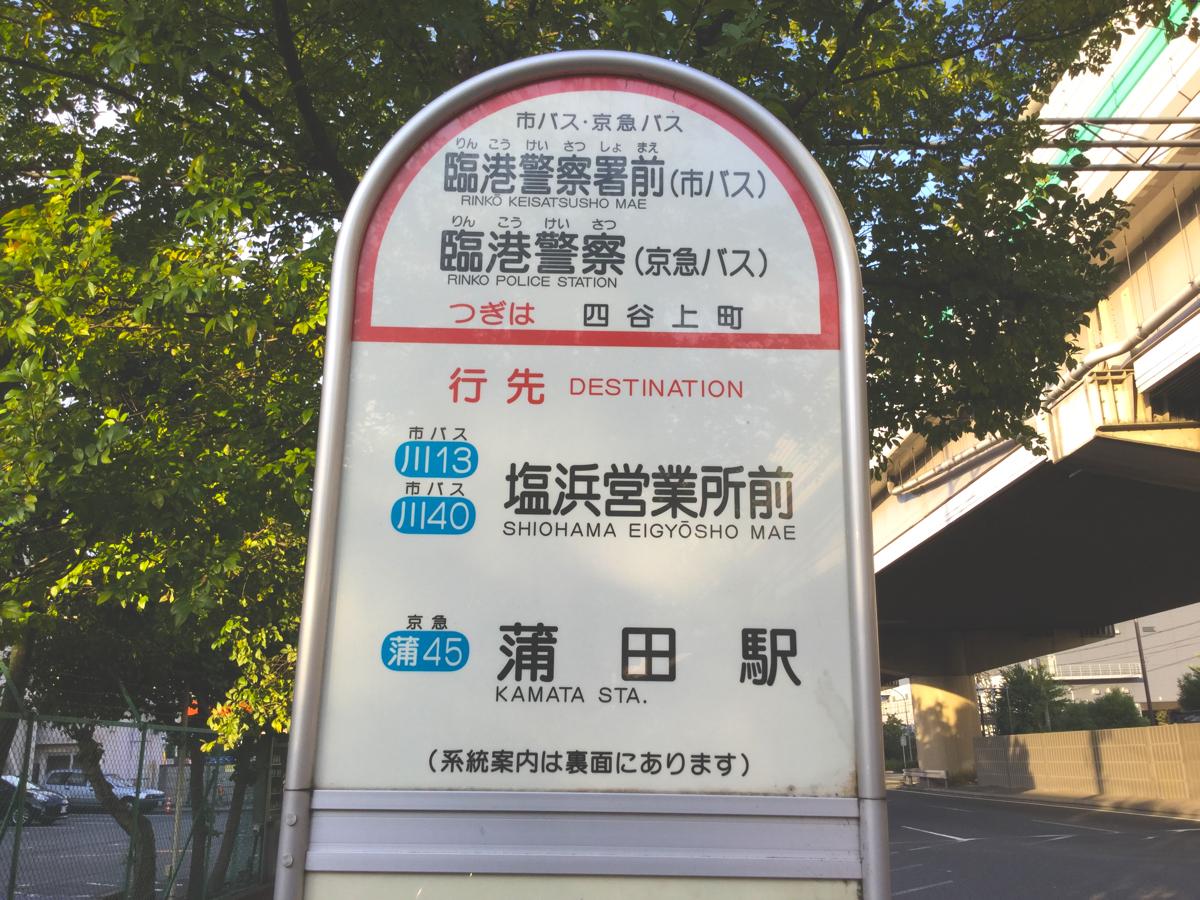 市バス・京急バス
りん こう けい さつ しょ まえ
臨港警察署前(市バス)
RINKŌ KEISATSUSHO MAE
りん こう けい さつ
臨港警察(京急バス)
RINKO POLICE STATION
つぎは 四谷上町
行先 DESTINATION
市バス
川13
市バス
川40
塩浜営業所前
SHIOHAMA EIGYŌSHO MAE
京急
蒲45
蒲田駅
KAMATA STA.
(系統案内は裏面にあります)